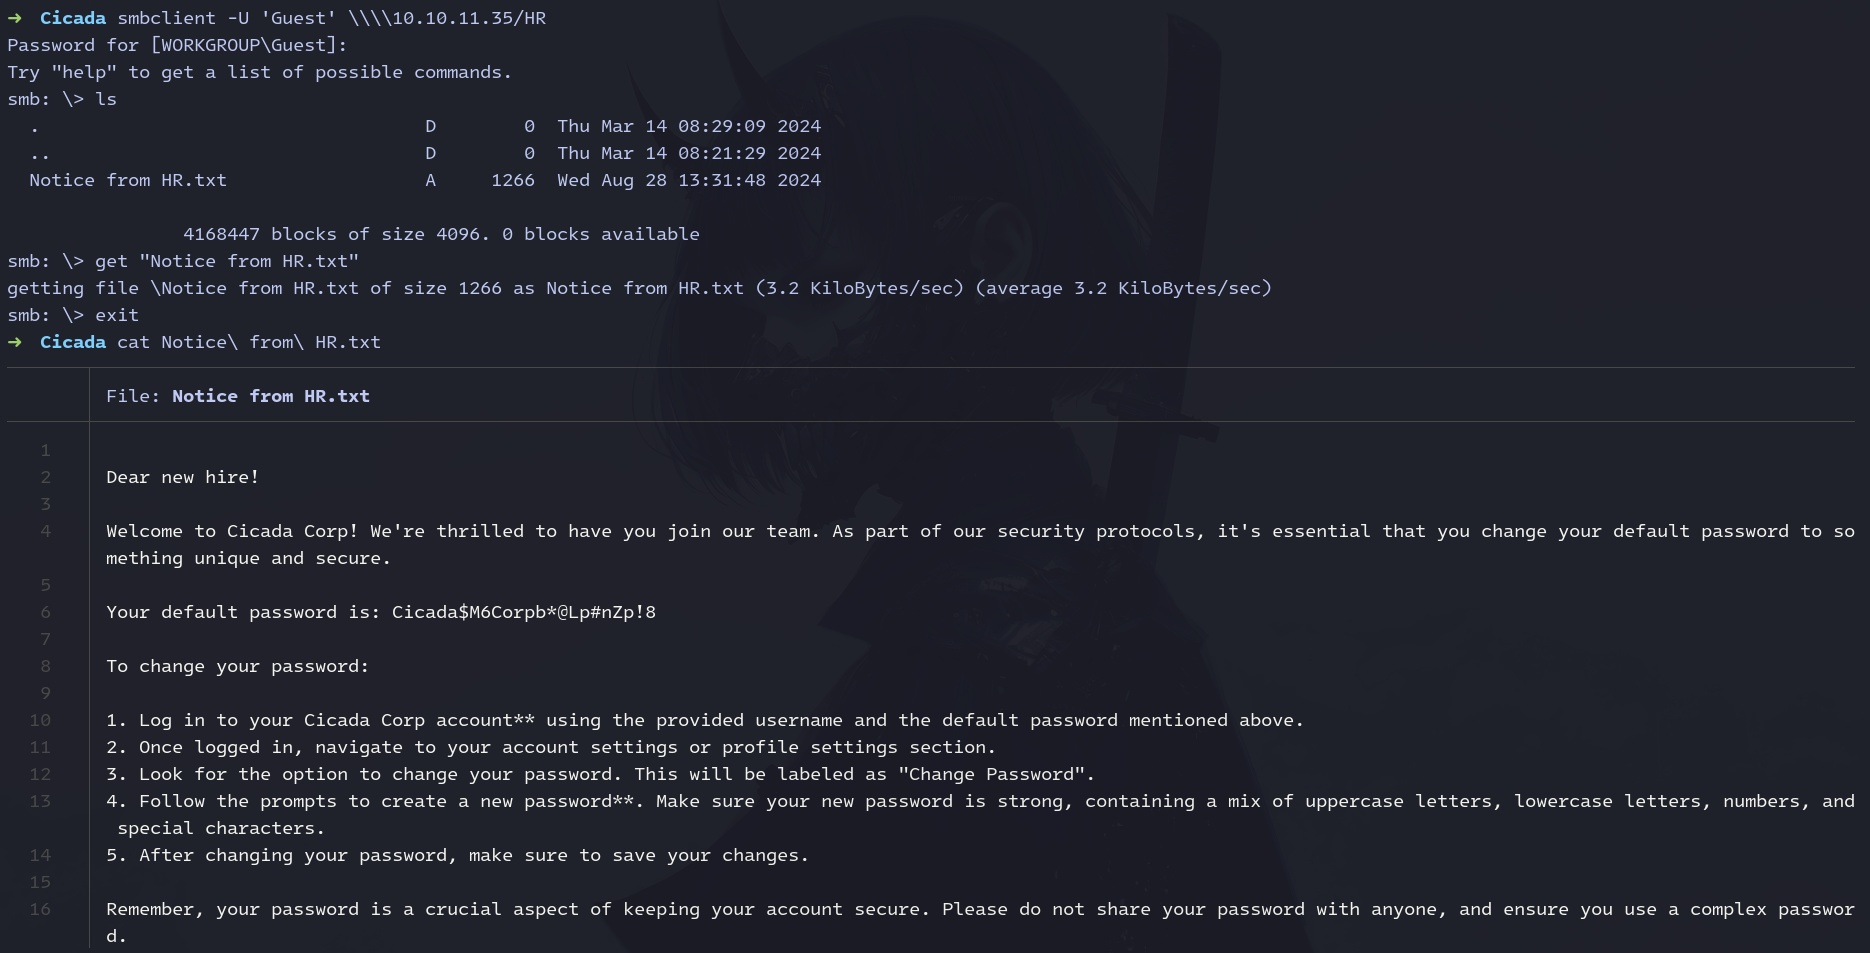 ➜  Cicada smbclient -U 'Guest' \\\\10.10.11.35/HR
Password for [WORKGROUP\Guest]:
Try "help" to get a list of possible commands.
smb: \> ls
  .                                   D        0  Thu Mar 14 08:29:09 2024
  ..                                  D        0  Thu Mar 14 08:21:29 2024
  Notice from HR.txt                  A     1266  Wed Aug 28 13:31:48 2024
                4168447 blocks of size 4096. 0 blocks available
smb: \> get "Notice from HR.txt"
getting file \Notice from HR.txt of size 1266 as Notice from HR.txt (3.2 KiloBytes/sec) (average 3.2 KiloBytes/sec)
smb: \> exit
➜  Cicada cat Notice\ from\ HR.txt
File: Notice from HR.txt
1
2 Dear new hire!
3
4 Welcome to Cicada Corp! We're thrilled to have you join our team. As part of our security protocols, it's essential that you change your default password to so
mething unique and secure.
5
6 Your default password is: Cicada$M6Corpb*@Lp#nZp!8
7
8 To change your password:
9
10 1. Log in to your Cicada Corp account** using the provided username and the default password mentioned above.
11 2. Once logged in, navigate to your account settings or profile settings section.
12 3. Look for the option to change your password. This will be labeled as "Change Password".
13 4. Follow the prompts to create a new password**. Make sure your new password is strong, containing a mix of uppercase letters, lowercase letters, numbers, and
 special characters.
14 5. After changing your password, make sure to save your changes.
15
16 Remember, your password is a crucial aspect of keeping your account secure. Please do not share your password with anyone, and ensure you use a complex passwor
d.